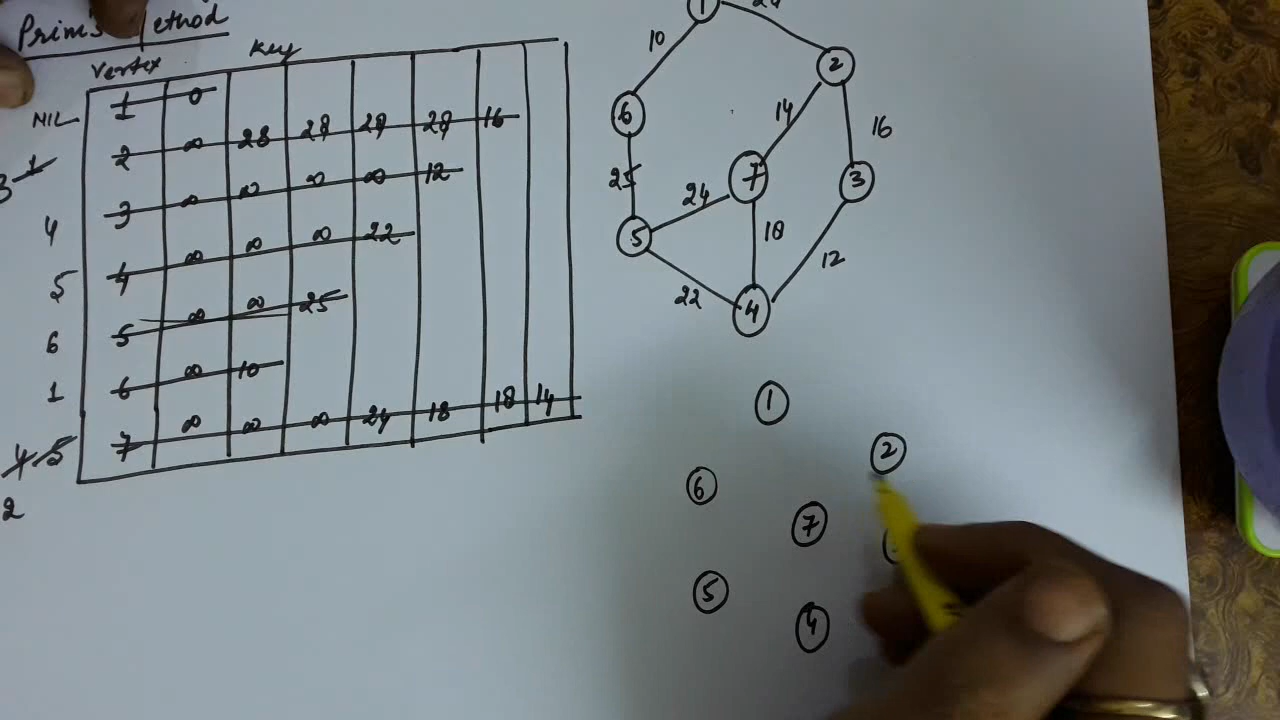 Prim's Method
Vertex Key
NIL 1 0
3 1 2 ∞ 28 28 28 28 16
4 3 ∞ ∞ ∞ ∞ 12
5 4 ∞ ∞ ∞ 22
6 5 ∞ ∞ 25
1 6 ∞ 10
4 5 7 ∞ ∞ ∞ 24 18 18 14
2
1
10
2
6
14
16
25
7
3
24
5
18
12
22
4
1
2
6
7
5
4